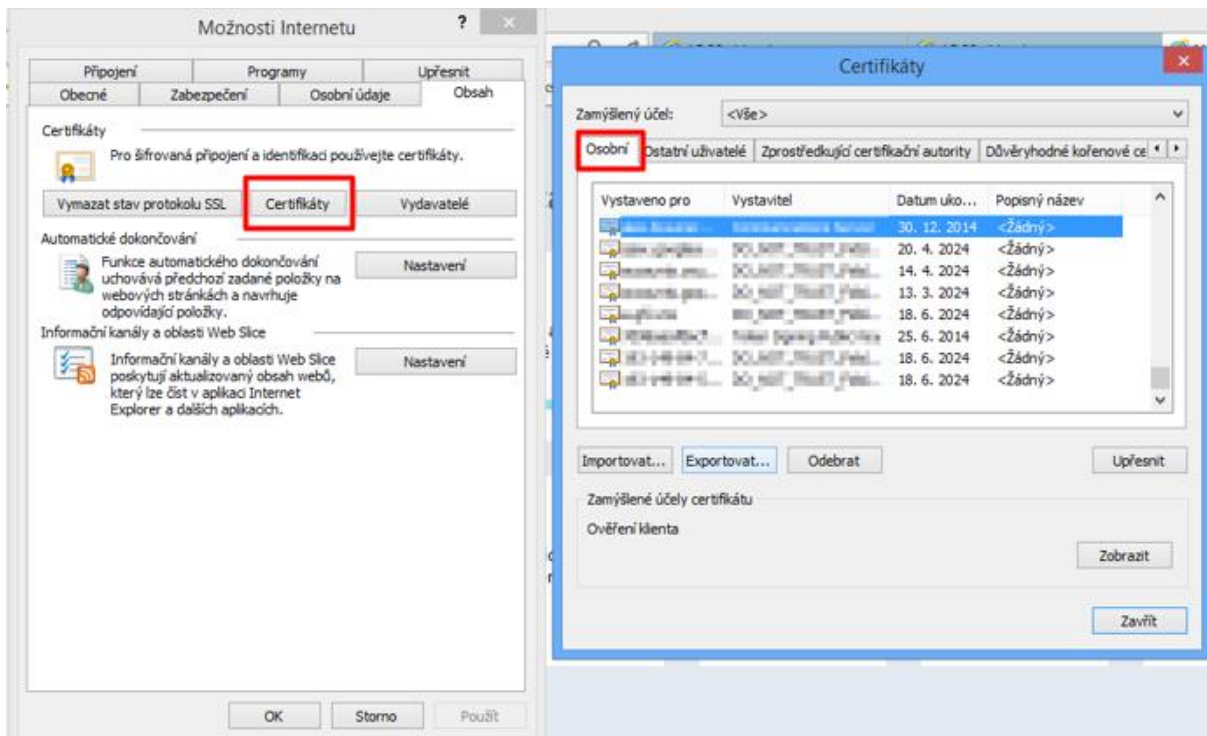 Možnosti Internetu
?
Připojení Programy Upřesnit
Obecné Zabezpečení Osobní údaje Obsah
Certifikáty
Pro šifrovaná připojení a identifikaci používejte certifikáty.
Vymazat stav protokolu SSL Certifikáty Vydavatelé
Automatické dokončování
Funkce automatického dokončování
uchovává předchozí zadané položky na
webových stránkách a navrhuje
odpovídající položky.
Nastavení
Informační kanály a oblasti Web Slice
Informační kanály a oblasti Web Slice
poskytují aktualizovaný obsah webů,
který lze číst v aplikaci Internet
Explorer a dalších aplikacích.
Nastavení
OK Storno Použít
Certifikáty
Zamýšlený účel: <Vše>
Osobní Ostatní uživatelé Zprostředkující certifikační autority Důvěryhodné kořenové ce
Vystaveno pro Vystavitel Datum uko... Popisný název
30. 12. 2014 <Žádný>
20. 4. 2024 <Žádný>
14. 4. 2024 <Žádný>
13. 3. 2024 <Žádný>
18. 6. 2024 <Žádný>
25. 6. 2014 <Žádný>
18. 6. 2024 <Žádný>
18. 6. 2024 <Žádný>
Importovat... Exportovat... Odebrat Upřesnit
Zamýšlené účely certifikátu
Ověření klienta
Zobrazit
Zavřít